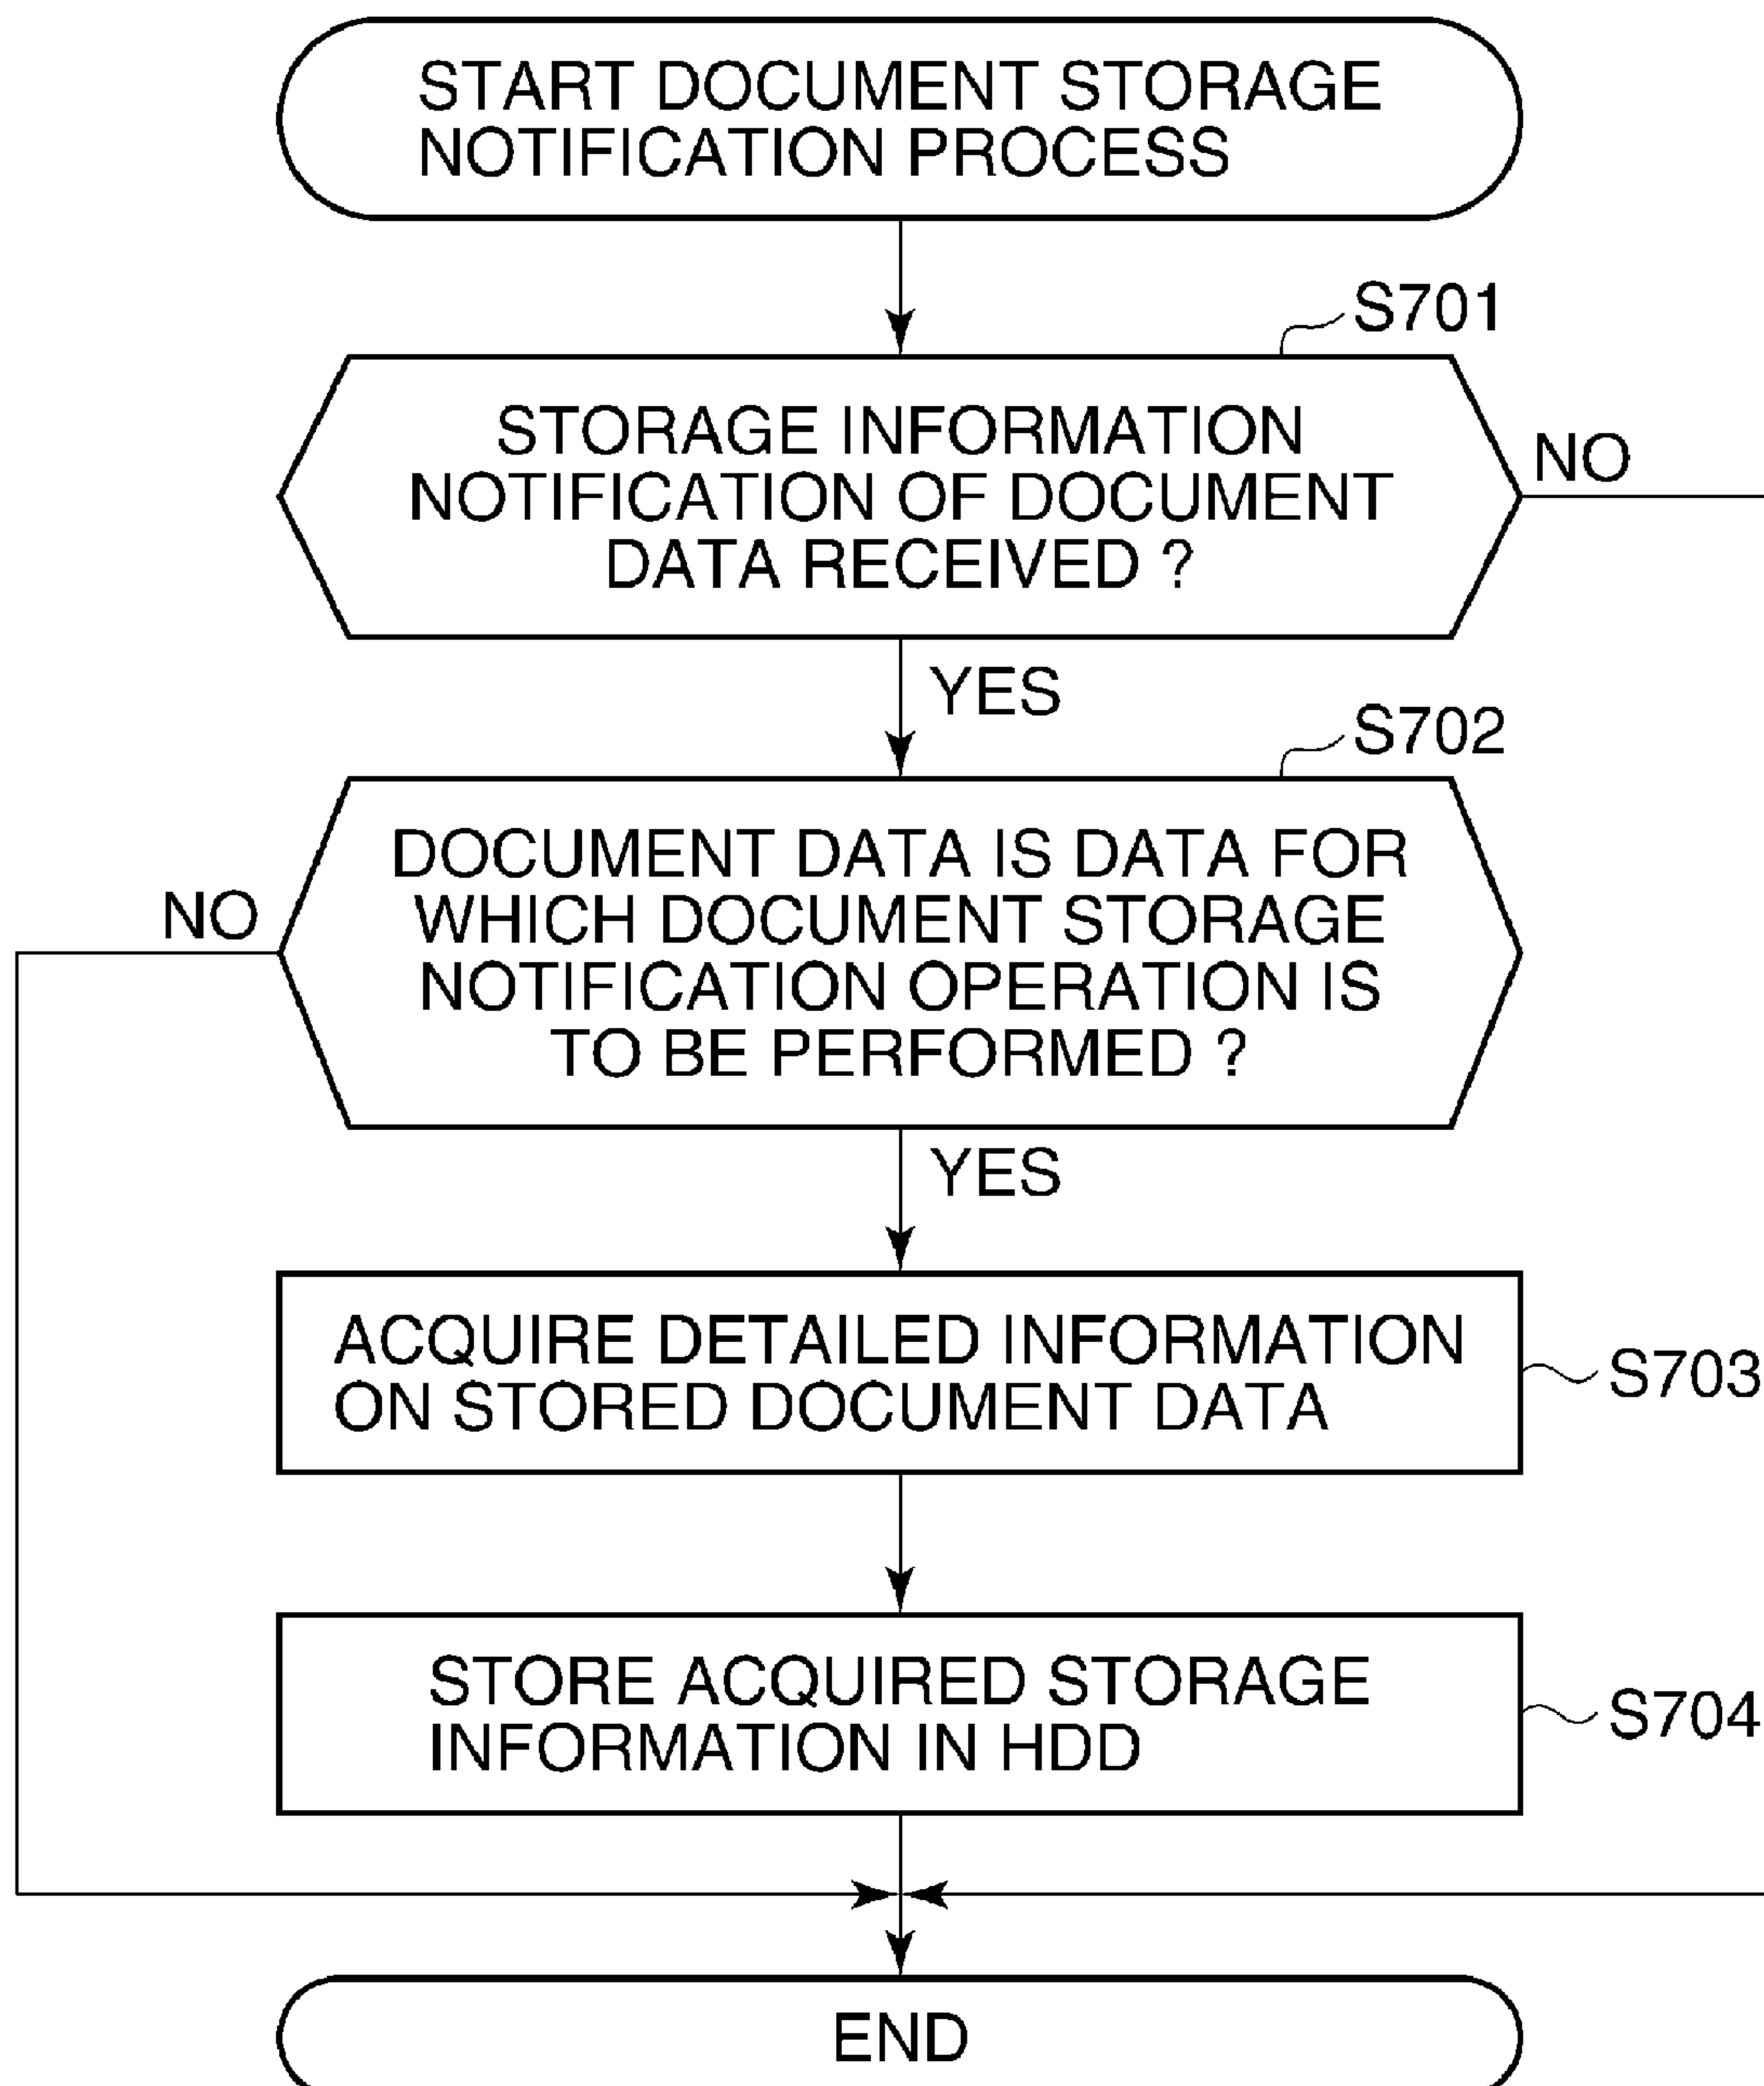 START DOCUMENT STORAGE
NOTIFICATION PROCESS
S701
STORAGE INFORMATION
NOTIFICATION OF DOCUMENT
DATA RECEIVED ?
NO
YES
S702
DOCUMENT DATA IS DATA FOR
WHICH DOCUMENT STORAGE
NOTIFICATION OPERATION IS
TO BE PERFORMED ?
NO
YES
ACQUIRE DETAILED INFORMATION
ON STORED DOCUMENT DATA
S703
STORE ACQUIRED STORAGE
INFORMATION IN HDD
S704
END